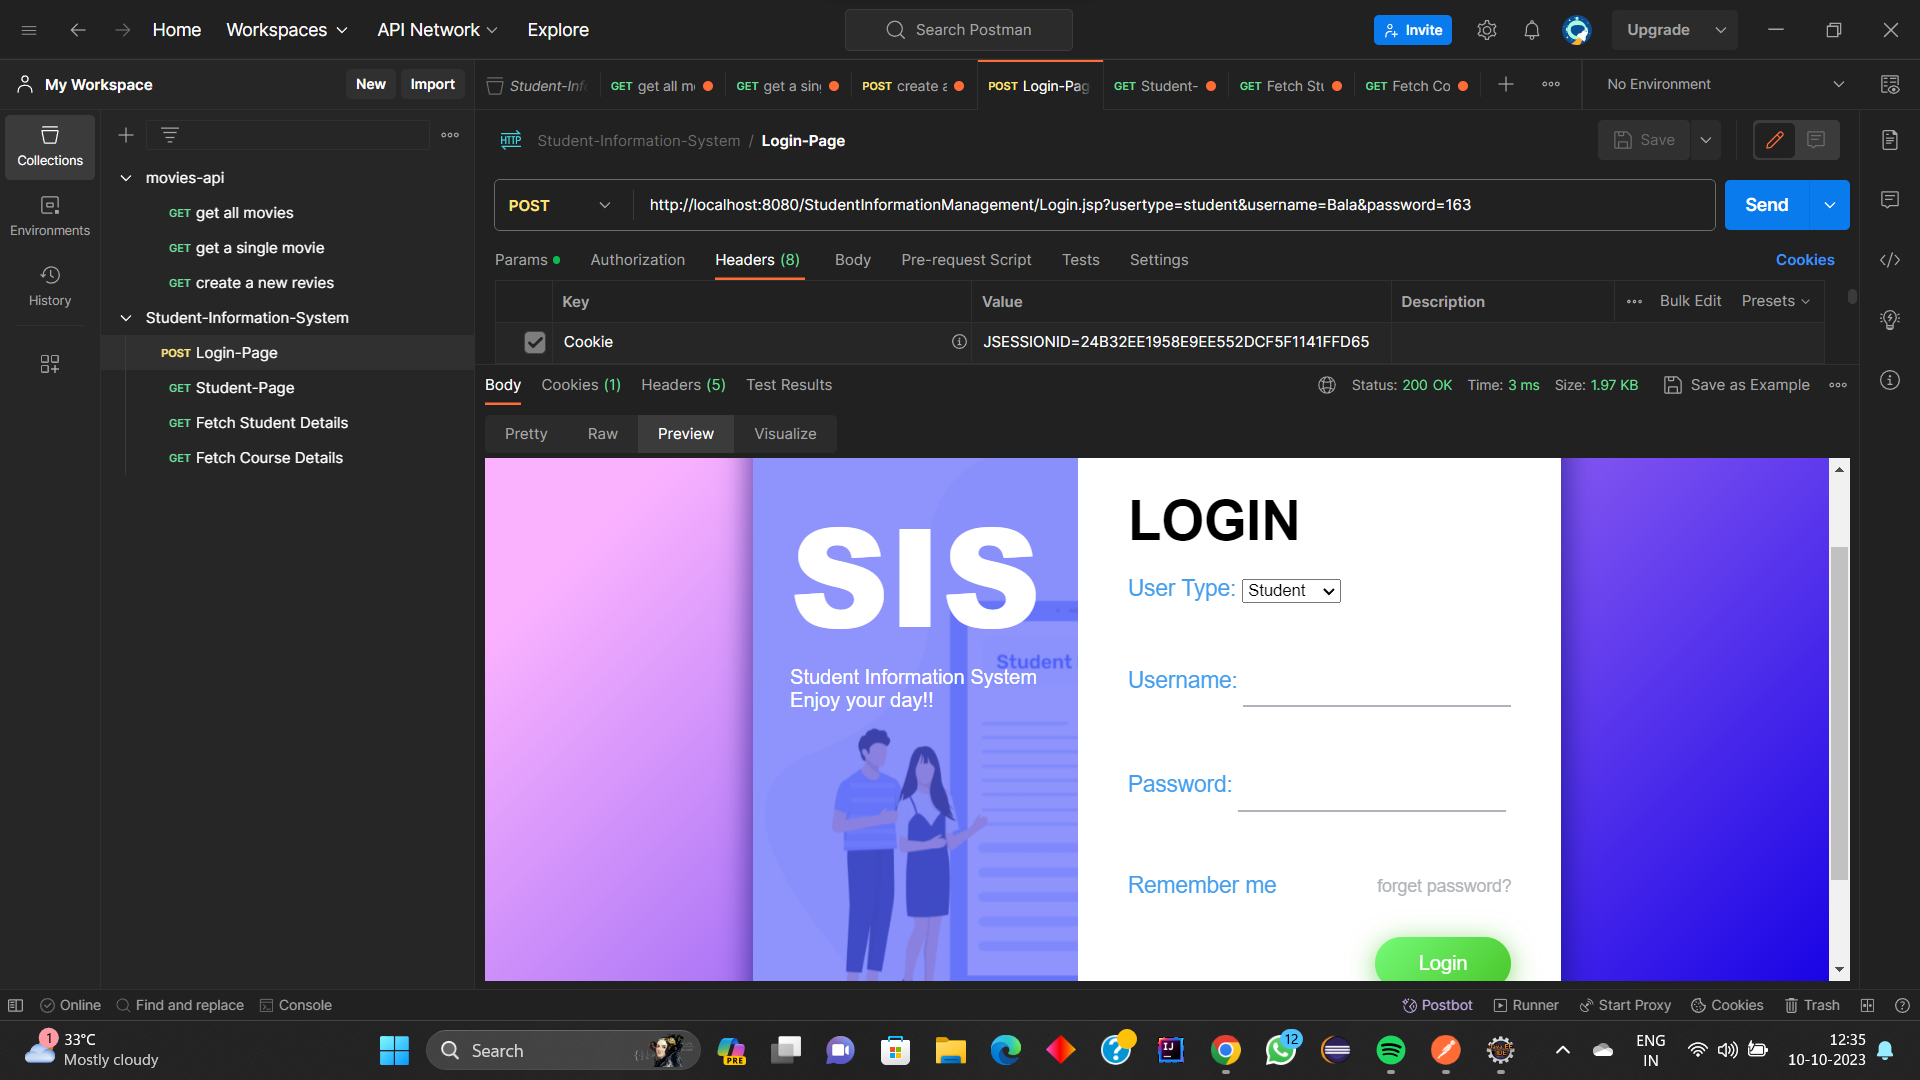 Home Workspaces API Network Explore Search Postman Invite Upgrade
My Workspace New Import
Student-Info GET get all m GET get a sin POST create a POST Login-Pag GET Student- GET Fetch Stu GET Fetch Co No Environment
Collections
Environments
History
movies-api
GET get all movies
GET get a single movie
GET create a new revies
Student-Information-System
POST Login-Page
GET Student-Page
GET Fetch Student Details
GET Fetch Course Details
HTTP Student-Information-System / Login-Page Save
POST http://localhost:8080/StudentInformationManagement/Login.jsp?usertype=student&username=Bala&password=163 Send
Params Authorization Headers (8) Body Pre-request Script Tests Settings Cookies
Key Value Description Bulk Edit Presets
Cookie JSESSIONID=24B32EE1958E9EE552DCF5F1141FFD65
Body Cookies (1) Headers (5) Test Results Status: 200 OK Time: 3 ms Size: 1.97 KB Save as Example
Pretty Raw Preview Visualize
SIS
Student
Student Information System
Enjoy your day!!
LOGIN
User Type: Student
Username:
Password:
Remember me forget password?
Login
Online Find and replace Console Postbot Runner Start Proxy Cookies Trash
1 33°C
Mostly cloudy
Search
PRE
IJ
12
ENG
IN
12:35
10-10-2023